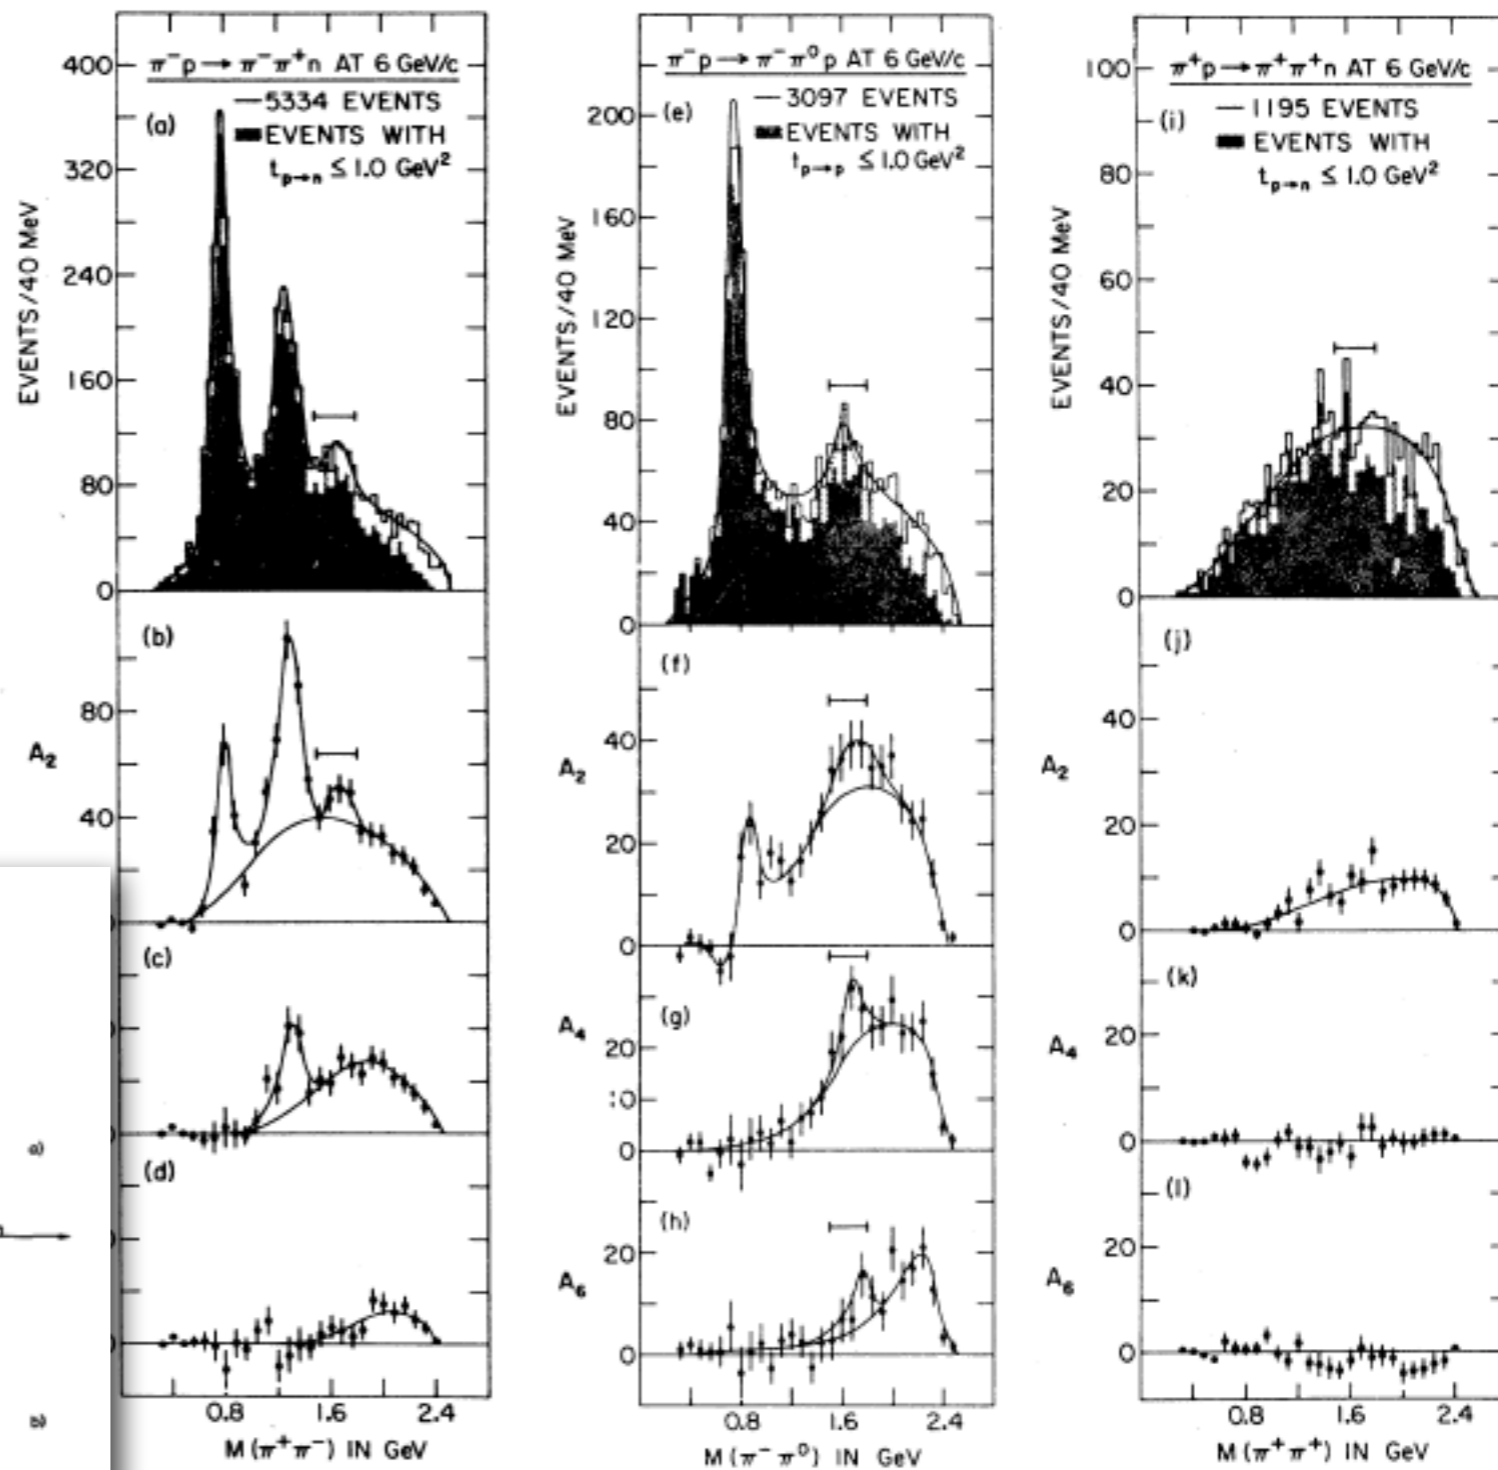 π⁻p → π⁻π⁺n AT 6 GeV/c
— 5334 EVENTS
(a)
EVENTS WITH
t p→n ≤ 1.0 GeV²
400
320
240
160
80
0
EVENTS/40 MeV
(b)
80
40
A₂
(c)
(d)
0.8 1.6 2.4
M (π⁺π⁻) IN GeV
a)
b)
π⁻p → π⁻π⁰p AT 6 GeV/c
— 3097 EVENTS
(e)
EVENTS WITH
t p→p ≤ 1.0 GeV²
200
160
120
80
40
0
EVENTS/40 MeV
(f)
40
20
0
A₂
(g)
20
:0
0
A₄
(h)
20
0
A₆
0.8 1.6 2.4
M (π⁻π⁰) IN GeV
π⁺p → π⁺π⁺n AT 6 GeV/c
— 1195 EVENTS
(i)
EVENTS WITH
t p→n ≤ 1.0 GeV²
100
80
60
40
20
0
EVENTS/40 MeV
(j)
40
20
0
A₂
(k)
20
0
A₄
(l)
20
0
A₆
0.8 1.6 2.4
M (π⁺π⁺) IN GeV